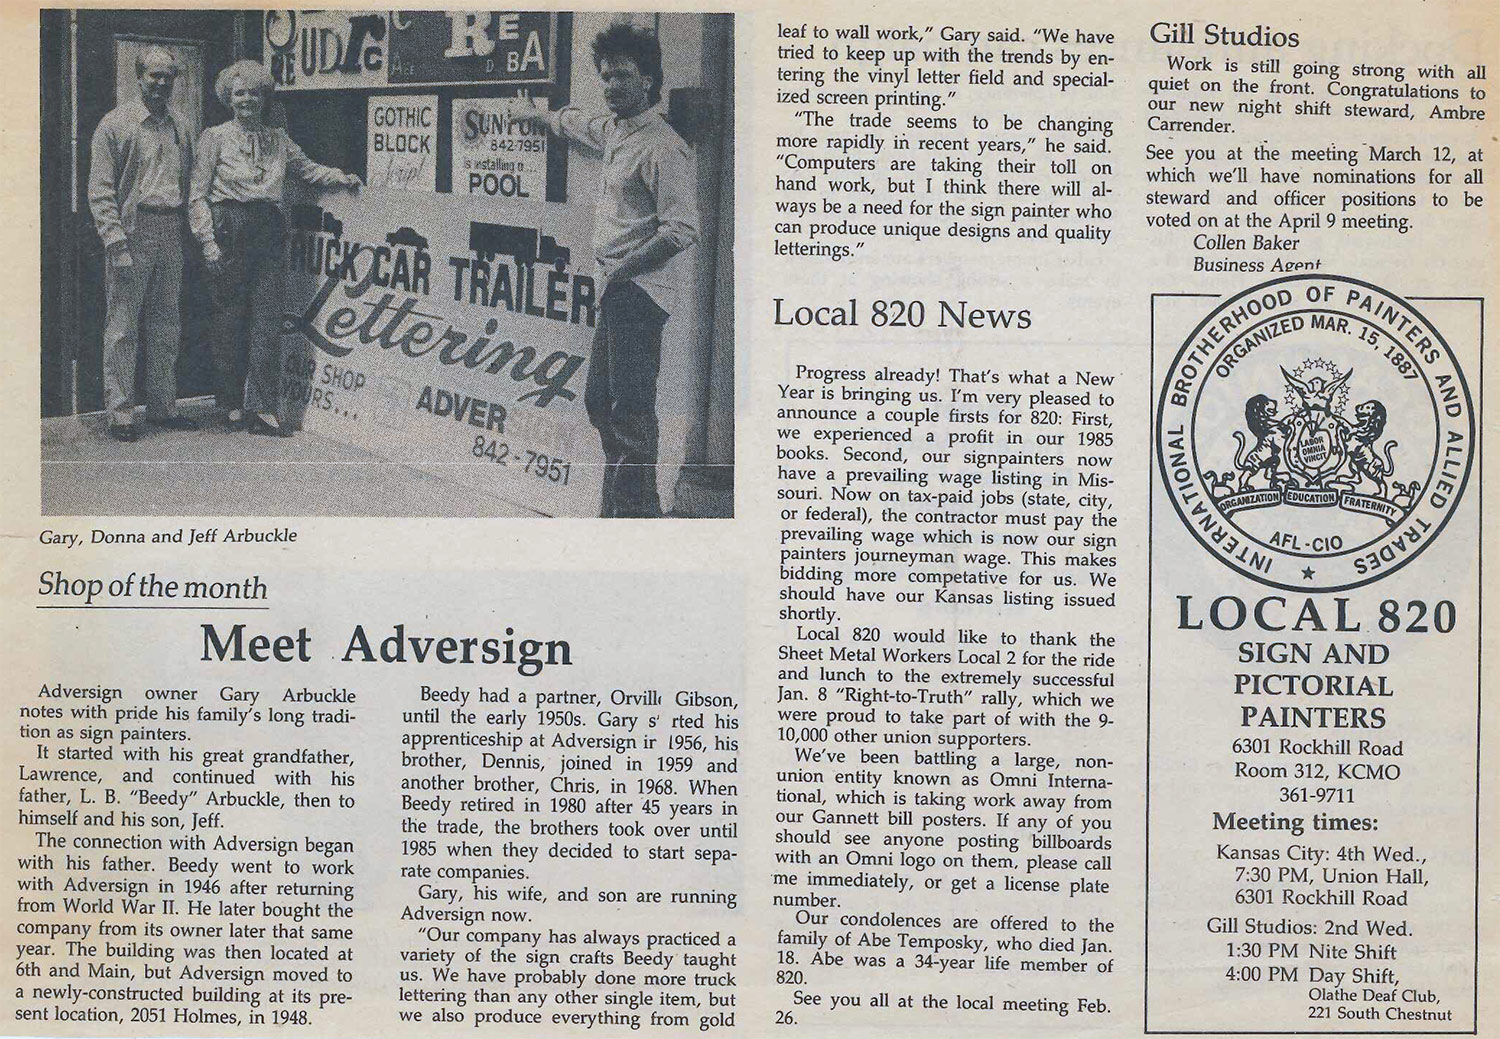 REUDICE
RE
BA
GOTHIC
BLOCK
Script
SUN FUN
842-7951
is installing a...
POOL
TRUCK CAR TRAILER
Lettering
OUR SHOP
YOURS...
ADVER
842-7951
Gary, Donna and Jeff Arbuckle
Shop of the month
Meet Adversign
Adversign owner Gary Arbuckle
notes with pride his family's long tradi-
tion as sign painters.
It started with his great grandfather,
Lawrence, and continued with his
father, L. B. "Beedy" Arbuckle, then to
himself and his son, Jeff.
The connection with Adversign began
with his father. Beedy went to work
with Adversign in 1946 after returning
from World War II. He later bought the
company from its owner later that same
year. The building was then located at
6th and Main, but Adversign moved to
a newly-constructed building at its pre-
sent location, 2051 Holmes, in 1948.
Beedy had a partner, Orville Gibson,
until the early 1950s. Gary s rted his
apprenticeship at Adversign ir 1956, his
brother, Dennis, joined in 1959 and
another brother, Chris, in 1968. When
Beedy retired in 1980 after 45 years in
the trade, the brothers took over until
1985 when they decided to start sepa-
rate companies.
Gary, his wife, and son are running
Adversign now.
"Our company has always practiced a
variety of the sign crafts Beedy taught
us. We have probably done more truck
lettering than any other single item, but
we also produce everything from gold
leaf to wall work," Gary said. "We have
tried to keep up with the trends by en-
tering the vinyl letter field and special-
ized screen printing."
"The trade seems to be changing
more rapidly in recent years," he said.
"Computers are taking their toll on
hand work, but I think there will al-
ways be a need for the sign painter who
can produce unique designs and quality
letterings."
Local 820 News
Progress already! That's what a New
Year is bringing us. I'm very pleased to
announce a couple firsts for 820: First,
we experienced a profit in our 1985
books. Second, our signpainters now
have a prevailing wage listing in Mis-
souri. Now on tax-paid jobs (state, city,
or federal), the contractor must pay the
prevailing wage which is now our sign
painters journeyman wage. This makes
bidding more competative for us. We
should have our Kansas listing issued
shortly.
Local 820 would like to thank the
Sheet Metal Workers Local 2 for the ride
and lunch to the extremely successful
Jan. 8 "Right-to-Truth" rally, which we
were proud to take part of with the 9-
10,000 other union supporters.
We've been battling a large, non-
union entity known as Omni Interna-
tional, which is taking work away from
our Gannett bill posters. If any of you
should see anyone posting billboards
with an Omni logo on them, please call
me immediately, or get a license plate
number.
Our condolences are offered to the
family of Abe Temposky, who died Jan.
18. Abe was a 34-year life member of
820.
See you all at the local meeting Feb.
26.
Gill Studios
Work is still going strong with all
quiet on the front. Congratulations to
our new night shift steward, Ambre
Carrender.
See you at the meeting March 12, at
which we'll have nominations for all
steward and officer positions to be
voted on at the April 9 meeting.
Collen Baker
Business Agent
INTERNATIONAL BROTHERHOOD OF PAINTERS AND ALLIED TRADES
ORGANIZED MAR. 15, 1887
LABOR
OMNIA
VINCIT
ORGANIZATION EDUCATION FRATERNITY
AFL-CIO
LOCAL 820
SIGN AND
PICTORIAL
PAINTERS
6301 Rockhill Road
Room 312, KCMO
361-9711
Meeting times:
Kansas City: 4th Wed.,
7:30 PM, Union Hall,
6301 Rockhill Road
Gill Studios: 2nd Wed.
1:30 PM Nite Shift
4:00 PM Day Shift,
Olathe Deaf Club,
221 South Chestnut